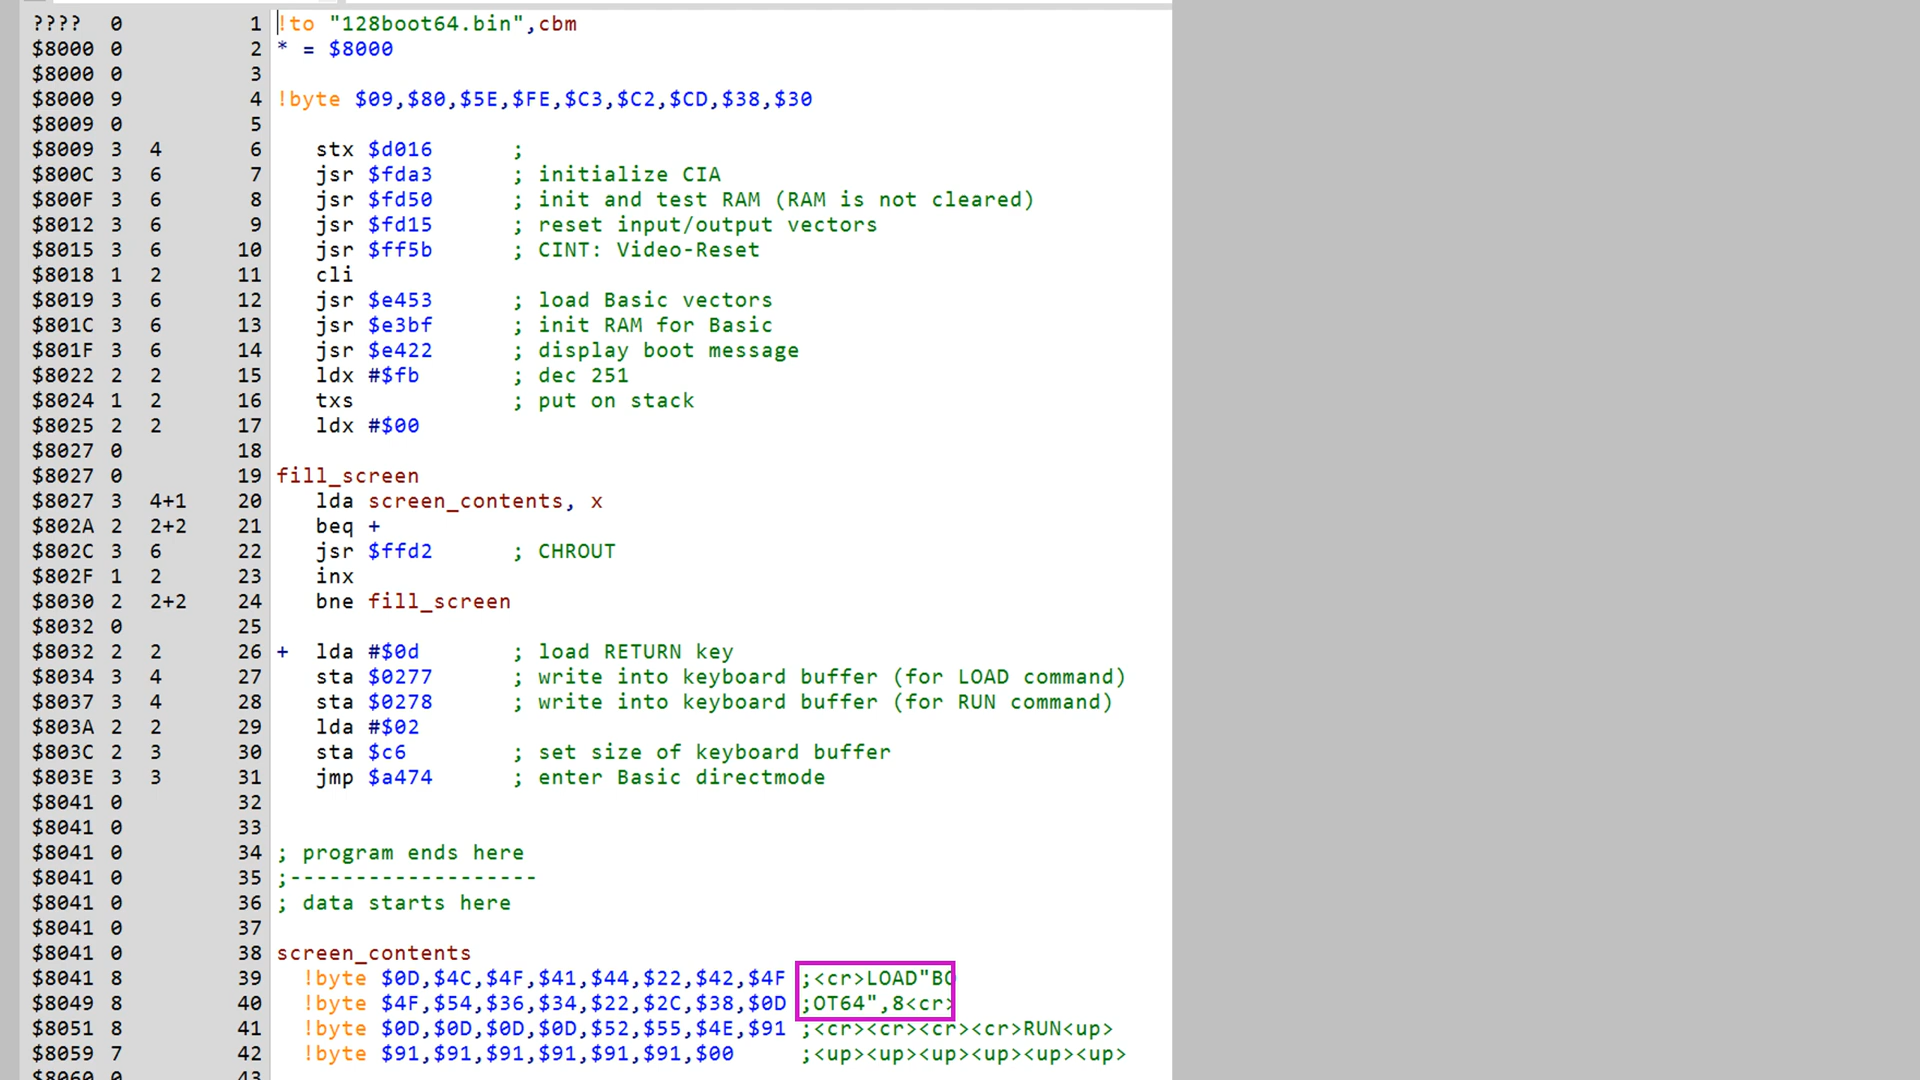 ???? 0 1 !to "128boot64.bin",cbm
$8000 0 2 * = $8000
$8000 0 3
$8000 9 4 !byte $09,$80,$5E,$FE,$C3,$C2,$CD,$38,$30
$8009 0 5
$8009 3 4 6 stx $d016 ;
$800C 3 6 7 jsr $fda3 ; initialize CIA
$800F 3 6 8 jsr $fd50 ; init and test RAM (RAM is not cleared)
$8012 3 6 9 jsr $fd15 ; reset input/output vectors
$8015 3 6 10 jsr $ff5b ; CINT: Video-Reset
$8018 1 2 11 cli
$8019 3 6 12 jsr $e453 ; load Basic vectors
$801C 3 6 13 jsr $e3bf ; init RAM for Basic
$801F 3 6 14 jsr $e422 ; display boot message
$8022 2 2 15 ldx #$fb ; dec 251
$8024 1 2 16 txs ; put on stack
$8025 2 2 17 ldx #$00
$8027 0 18
$8027 0 19 fill_screen
$8027 3 4+1 20 lda screen_contents, x
$802A 2 2+2 21 beq +
$802C 3 6 22 jsr $ffd2 ; CHROUT
$802F 1 2 23 inx
$8030 2 2+2 24 bne fill_screen
$8032 0 25
$8032 2 2 26 + lda #$0d ; load RETURN key
$8034 3 4 27 sta $0277 ; write into keyboard buffer (for LOAD command)
$8037 3 4 28 sta $0278 ; write into keyboard buffer (for RUN command)
$803A 2 2 29 lda #$02
$803C 2 3 30 sta $c6 ; set size of keyboard buffer
$803E 3 3 31 jmp $a474 ; enter Basic directmode
$8041 0 32
$8041 0 33
$8041 0 34 ; program ends here
$8041 0 35 ;-------------------
$8041 0 36 ; data starts here
$8041 0 37
$8041 0 38 screen_contents
$8041 8 39 !byte $0D,$4C,$4F,$41,$44,$22,$42,$4F ;<cr>LOAD"BO
$8049 8 40 !byte $4F,$54,$36,$34,$22,$2C,$38,$0D ;OT64",8<cr>
$8051 8 41 !byte $0D,$0D,$0D,$0D,$52,$55,$4E,$91 ;<cr><cr><cr><cr>RUN<up>
$8059 7 42 !byte $91,$91,$91,$91,$91,$91,$00 ;<up><up><up><up><up><up>
$8060 0 43